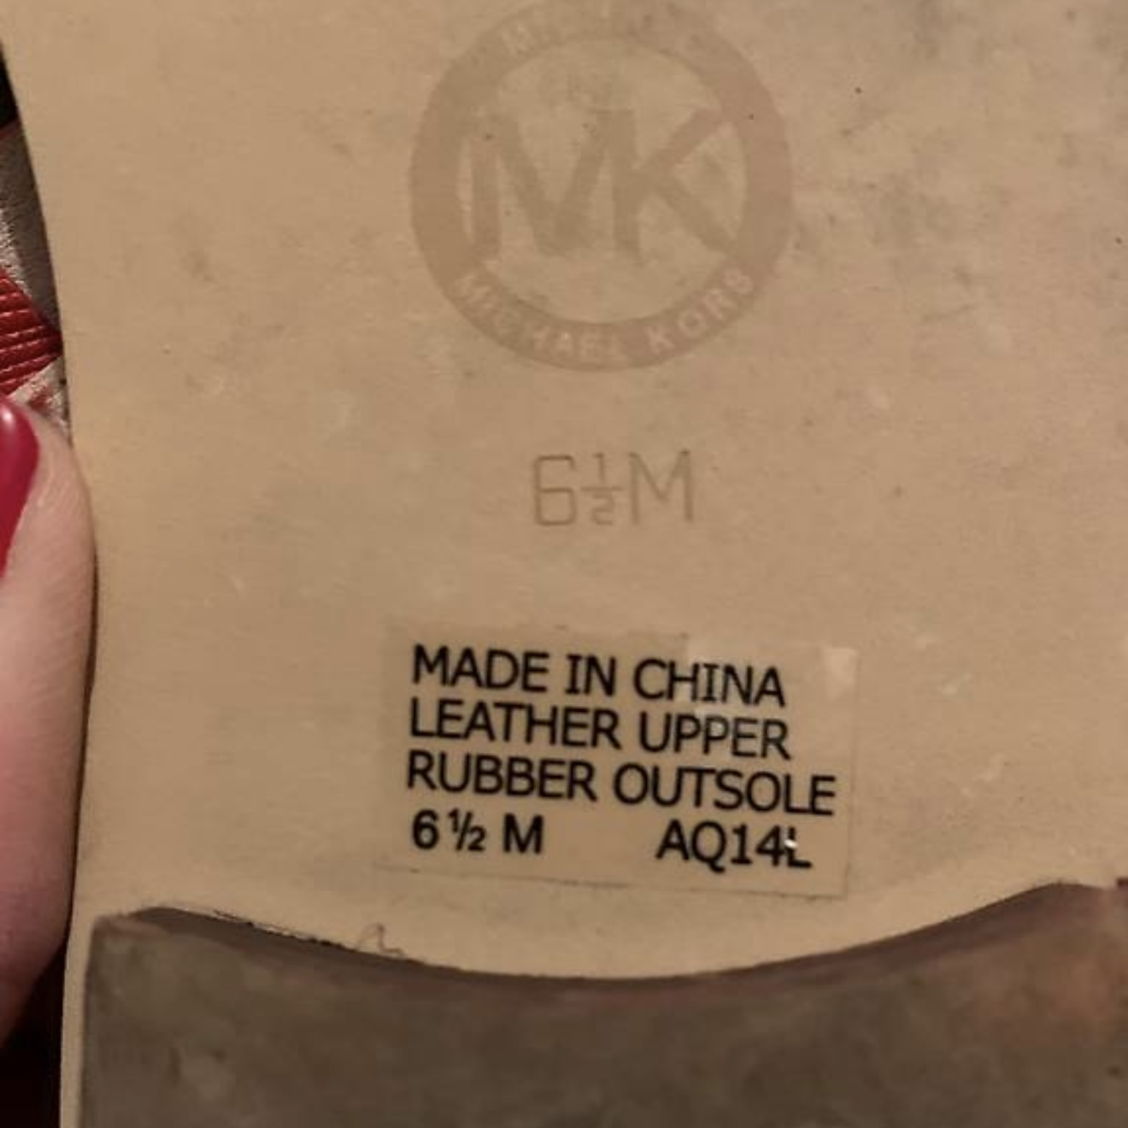 MK
MICHAEL KORS
6½M
MADE IN CHINA
LEATHER UPPER
RUBBER OUTSOLE
6 ½ M AQ14L